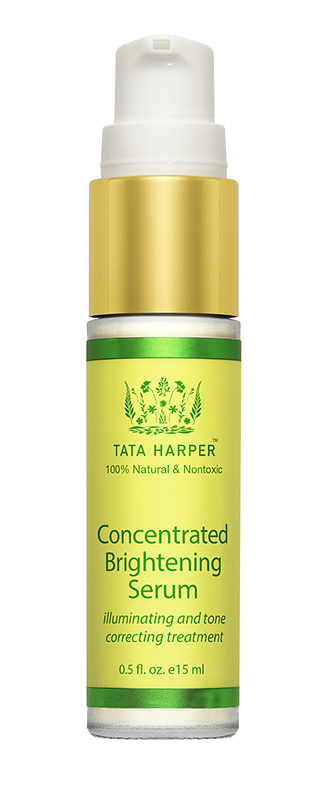 TATA HARPER™
100% Natural & Nontoxic
Concentrated
Brightening
Serum
illuminating and tone
correcting treatment
0.5 fl. oz. e15 ml